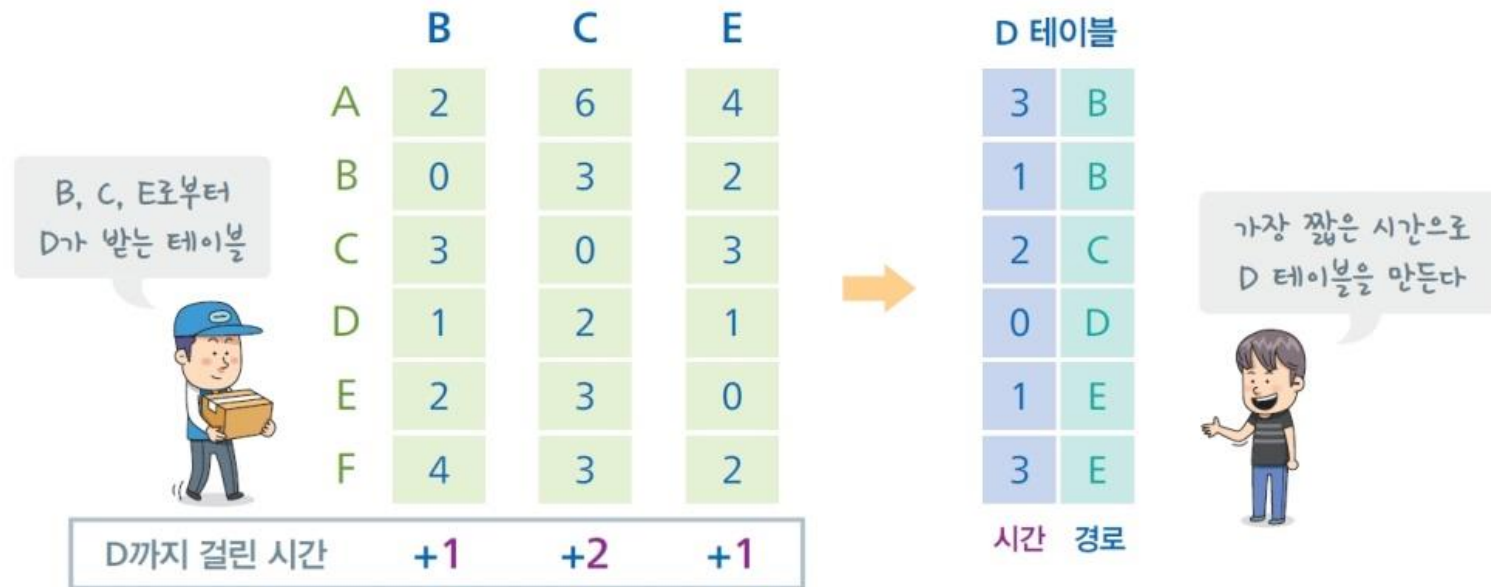 B C E D 테이블
A 2 6 4 3 B
B 0 3 2 1 B
B, C, E로부터
D가 받는 테이블
C 3 0 3 2 C
가장 짧은 시간으로
D 테이블을 만든다
D 1 2 1 0 D
E 2 3 0 1 E
F 4 3 2 3 E
D까지 걸린 시간 +1 +2 +1
시간 경로